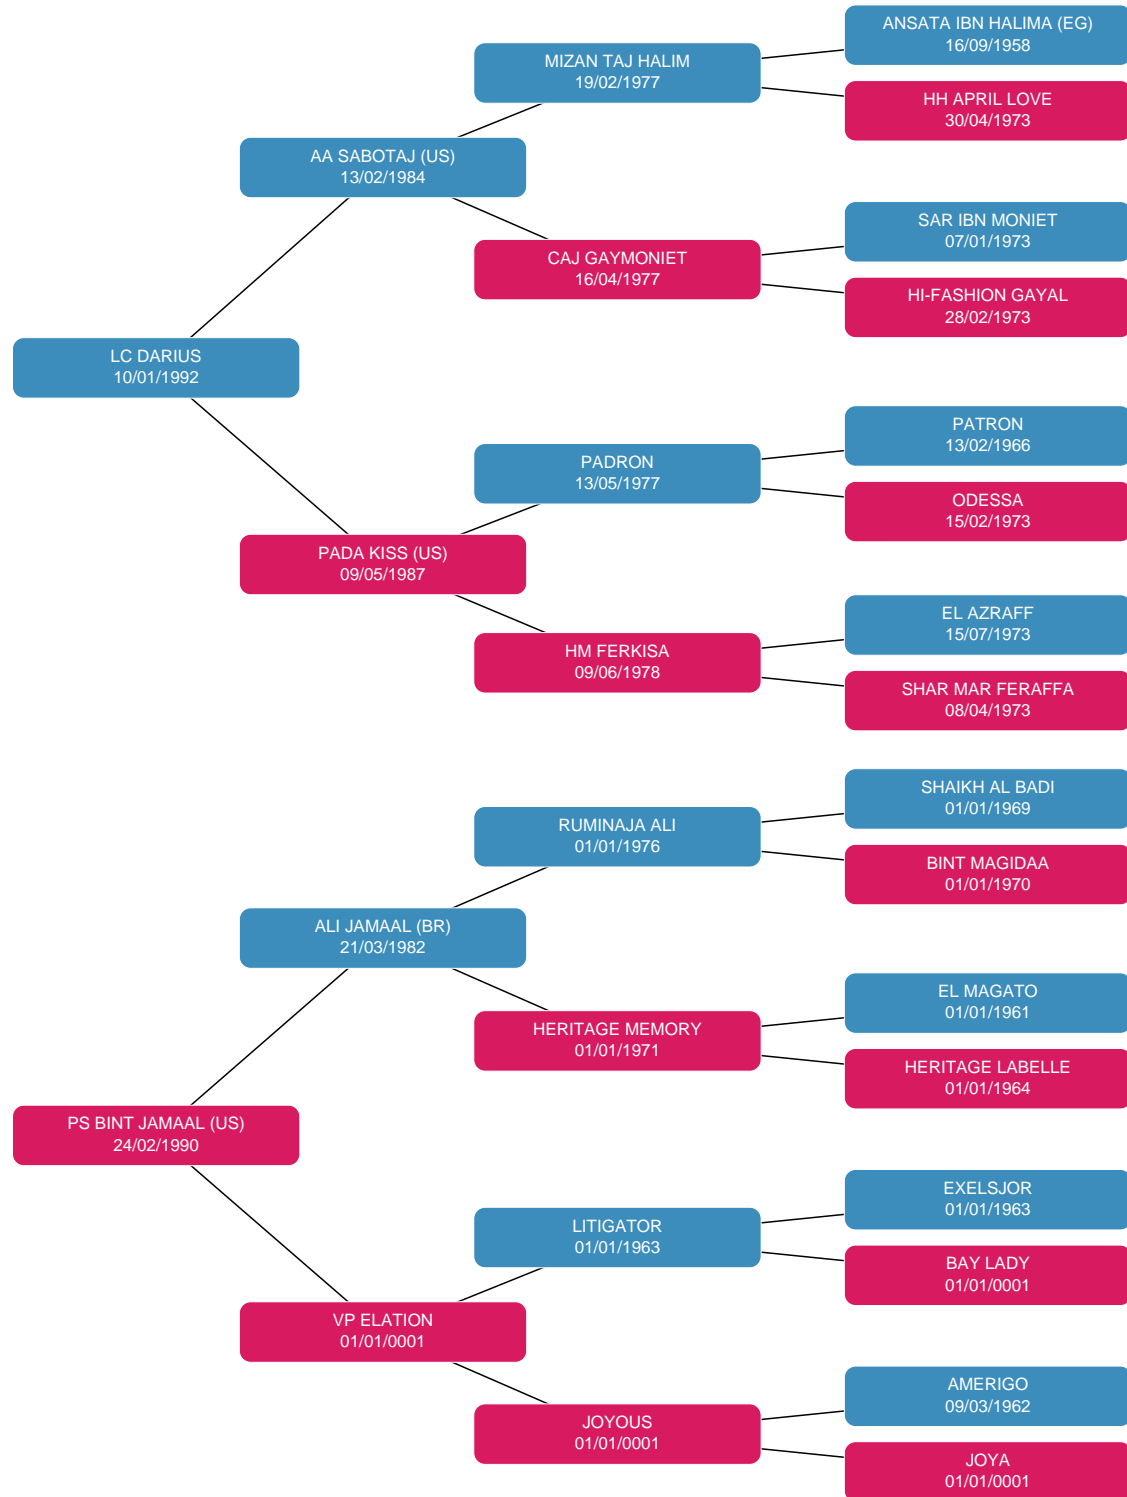 ANSATA IBN HALIMA (EG)
16/09/1958
MIZAN TAJ HALIM
19/02/1977
HH APRIL LOVE
30/04/1973
AA SABOTAJ (US)
13/02/1984
SAR IBN MONIET
07/01/1973
CAJ GAYMONIET
16/04/1977
HI-FASHION GAYAL
28/02/1973
LC DARIUS
10/01/1992
PATRON
13/02/1966
PADRON
13/05/1977
ODESSA
15/02/1973
PADA KISS (US)
09/05/1987
EL AZRAFF
15/07/1973
HM FERKISA
09/06/1978
SHAR MAR FERAFFA
08/04/1973
SHAIKH AL BADI
01/01/1969
RUMINAJA ALI
01/01/1976
BINT MAGIDAA
01/01/1970
ALI JAMAAL (BR)
21/03/1982
EL MAGATO
01/01/1961
HERITAGE MEMORY
01/01/1971
HERITAGE LABELLE
01/01/1964
PS BINT JAMAAL (US)
24/02/1990
EXELSJOR
01/01/1963
LITIGATOR
01/01/1963
BAY LADY
01/01/0001
VP ELATION
01/01/0001
AMERIGO
09/03/1962
JOYOUS
01/01/0001
JOYA
01/01/0001